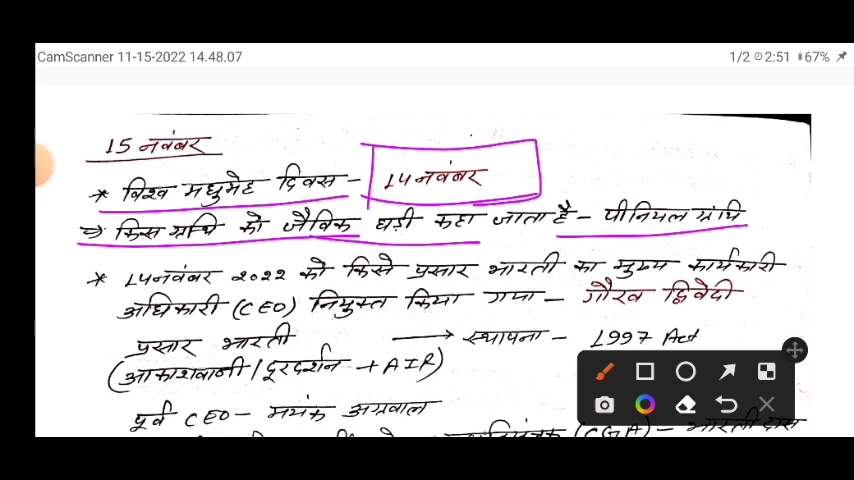 CamScanner 11-15-2022 14.48.07
1/2 2:51 67%
15 नवंबर
* विश्व मधुमेह दिवस - 14 नवंबर
⇒ किस ग्रंथि को जैविक घड़ी कहा जाता है - पीनियल ग्रंथि
* 14 नवंबर 2022 को किसे प्रसार भारती का मुख्य कार्यकारी
अधिकारी (CEO) नियुक्त किया गया - गौरव द्विवेदी
प्रसार भारती → स्थापना - 1997 Act
(आकाशवाणी / दूरदर्शन + AIR)
पूर्व CEO - मयंक अग्रवाल
(CGA) - भारती दास